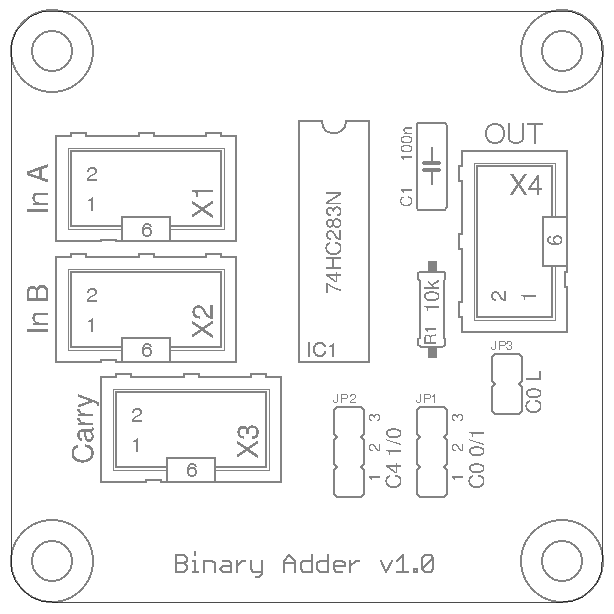 OUT
In A
2
1
6
X1
74HC283N
IC1
C1
100n
X4
6
2
1
In B
2
1
6
X2
R1
10k
JP3
C0 L
Carry
2
1
6
X3
JP2
1 2 3
C4 1/0
JP1
1 2 3
C0 0/1
Binary Adder v1.0